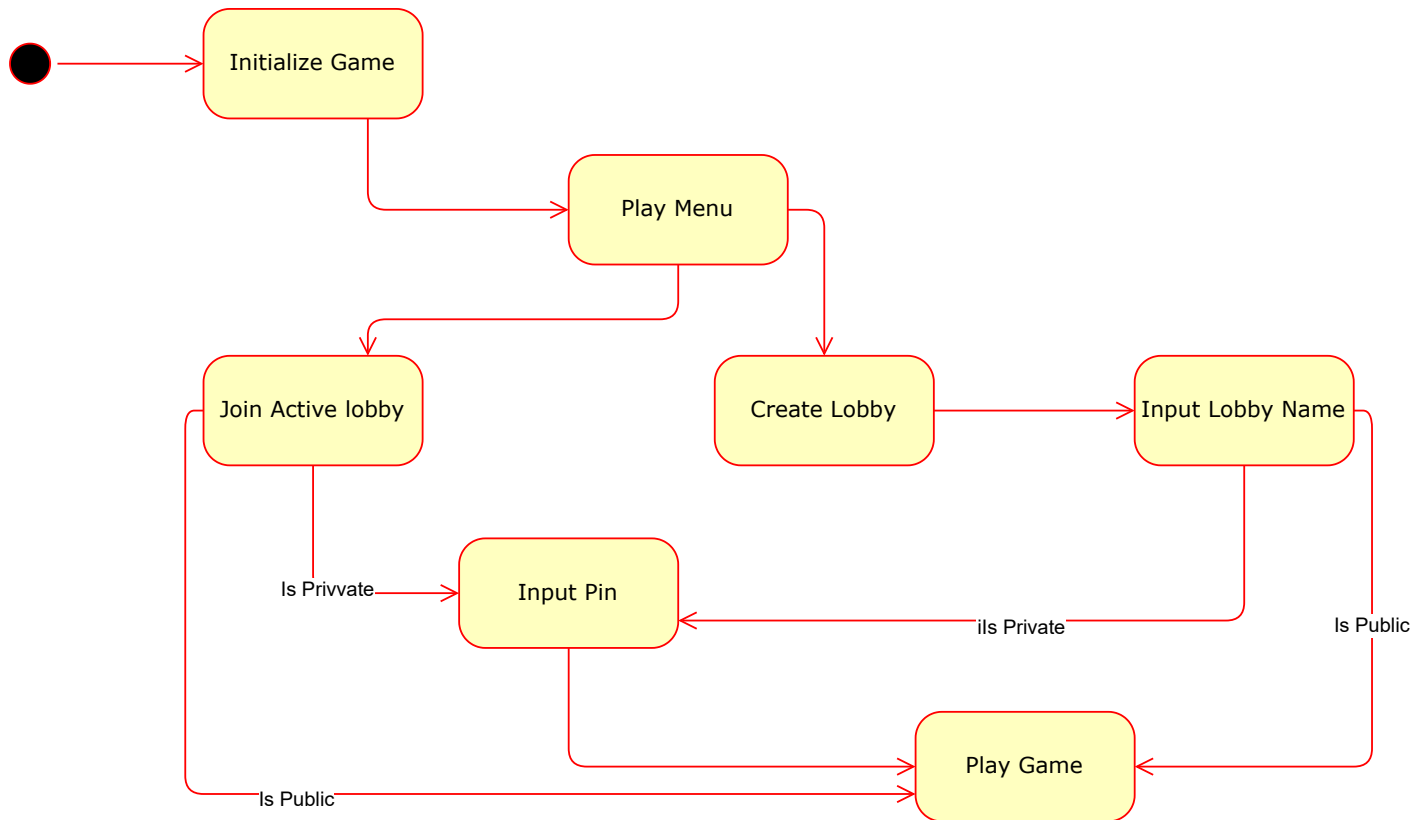 Initialize Game
Play Menu
Join Active lobby
Create Lobby
Input Lobby Name
Is Privvate
Input Pin
iIs Private
Is Public
Play Game
Is Public